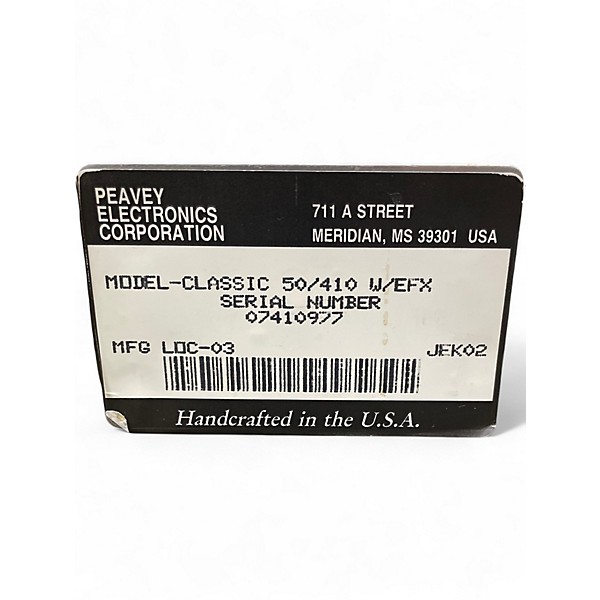 PEAVEY
ELECTRONICS
CORPORATION
711 A STREET
MERIDIAN, MS 39301 USA
MODEL-CLASSIC 50/410 W/EFX
SERIAL NUMBER
07410977
MFG LOC-03
JEK02
Handcrafted in the U.S.A.